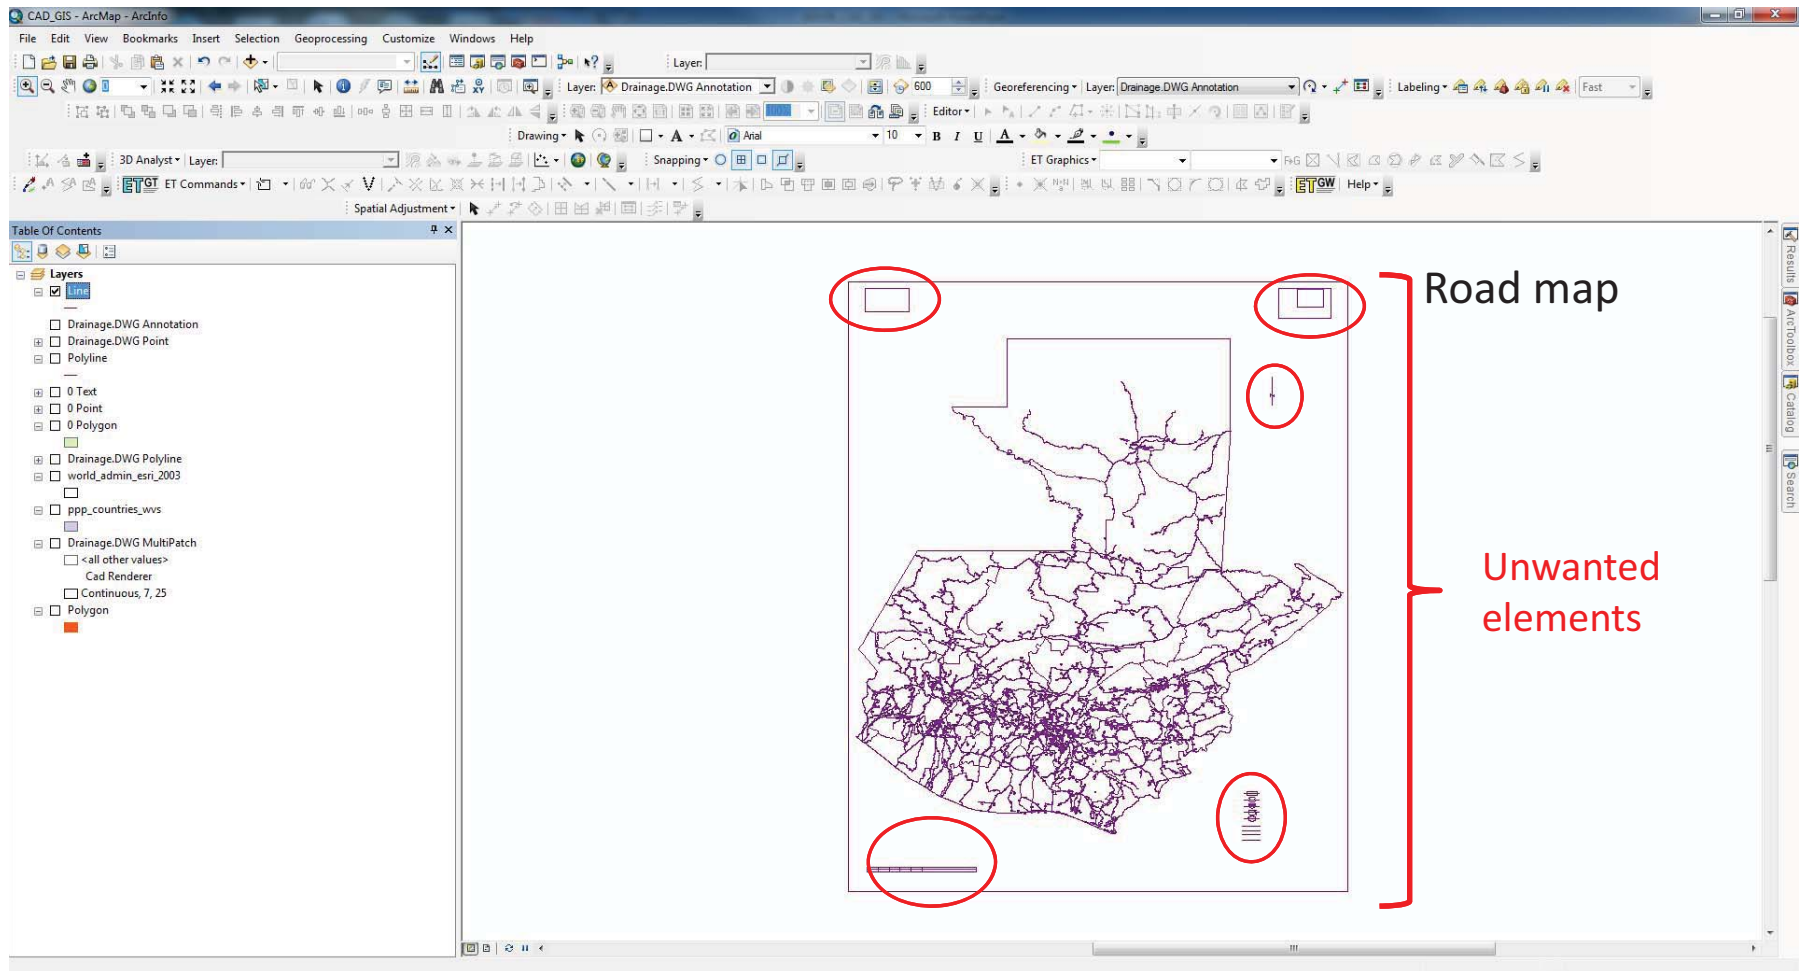 CAD_GIS - ArcMap - ArcInfo
File Edit View Bookmarks Insert Selection Geoprocessing Customize Windows Help
Layer:
Layer: Drainage.DWG Annotation 600 Georeferencing Layer: Drainage.DWG Annotation Labeling Fast
Editor
Drawing A Arial 10 B I U A
3D Analyst Layer: Snapping ET Graphics
ETGT ET Commands ETGW Help
Spatial Adjustment
Table Of Contents
Layers
Line
Drainage.DWG Annotation
Drainage.DWG Point
Polyline
0 Text
0 Point
0 Polygon
Drainage.DWG Polyline
world_admin_esri_2003
ppp_countries_wvs
Drainage.DWG MultiPatch
<all other values>
Cad Renderer
Continuous, 7, 25
Polygon
Road map
Unwanted
elements
Results
ArcToolbox
Catalog
Search